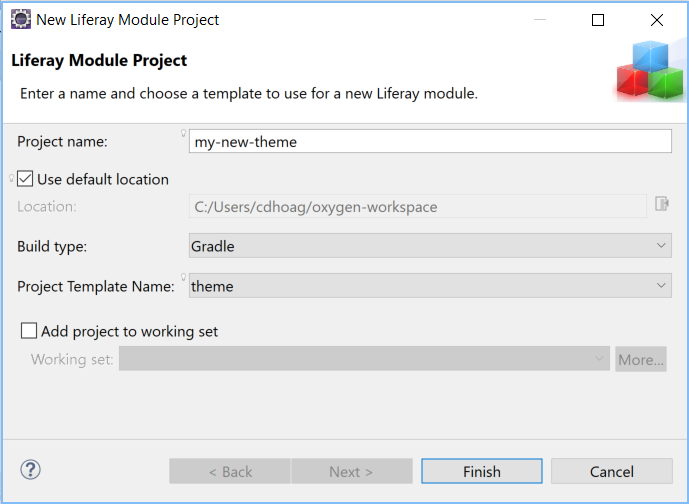 New Liferay Module Project
Liferay Module Project
Enter a name and choose a template to use for a new Liferay module.
Project name: my-new-theme
Use default location
Location: C:/Users/cdhoag/oxygen-workspace
Build type: Gradle
Project Template Name: theme
Add project to working set
Working set: More...
? < Back Next > Finish Cancel